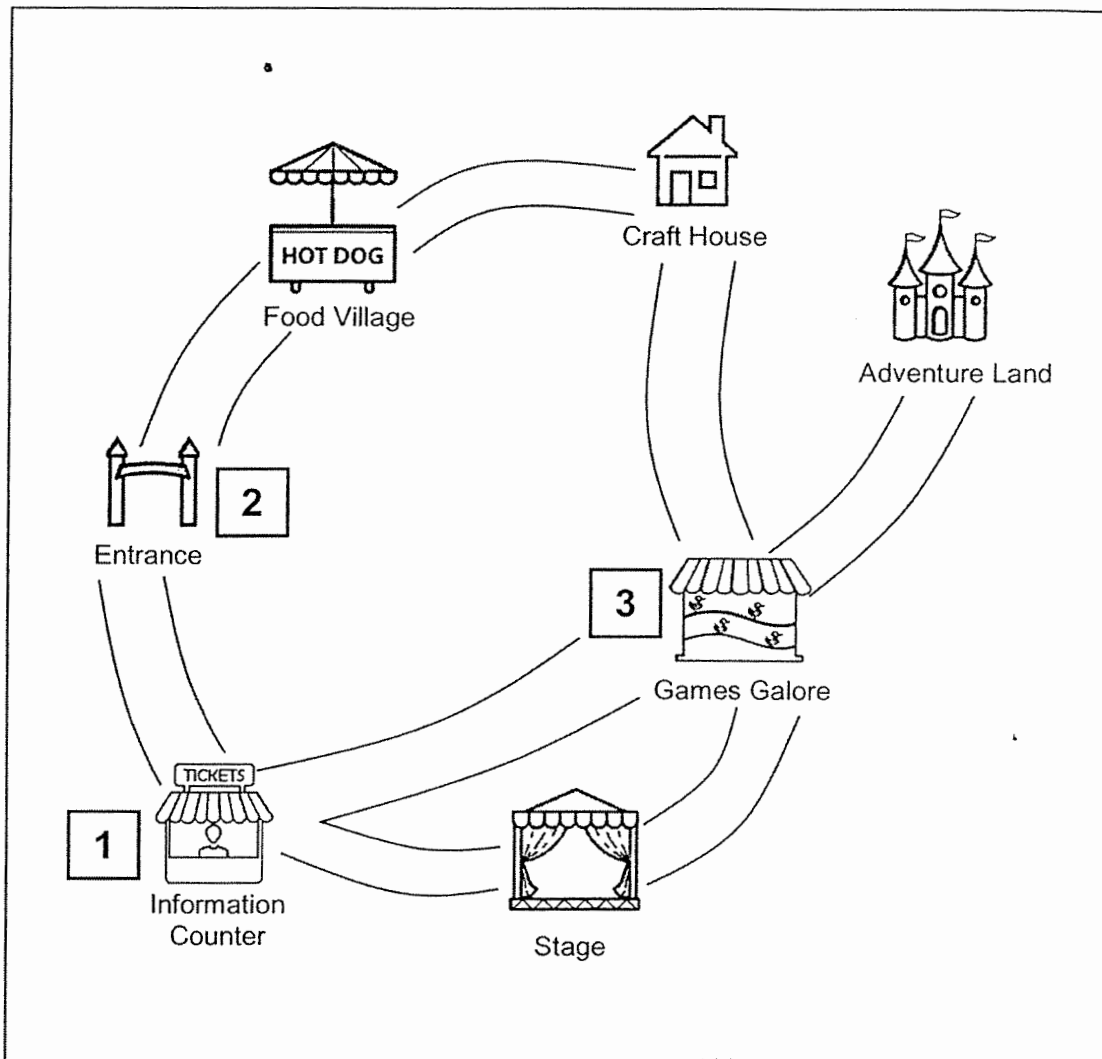 Craft House
HOT DOG
Food Village
Adventure Land
2
Entrance
3
Games Galore
TICKETS
1
Information
Counter
Stage